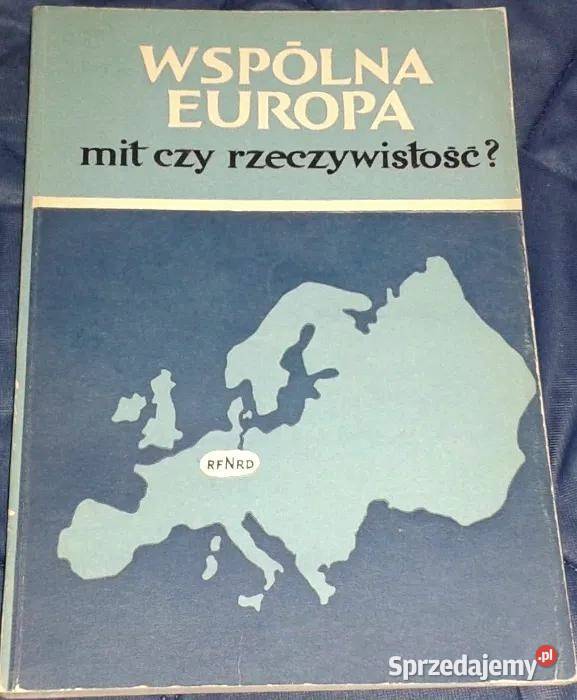 WSPÓLNA
EUROPA
mit czy rzeczywistość?
RFNRD
Sprzedajemy.pl